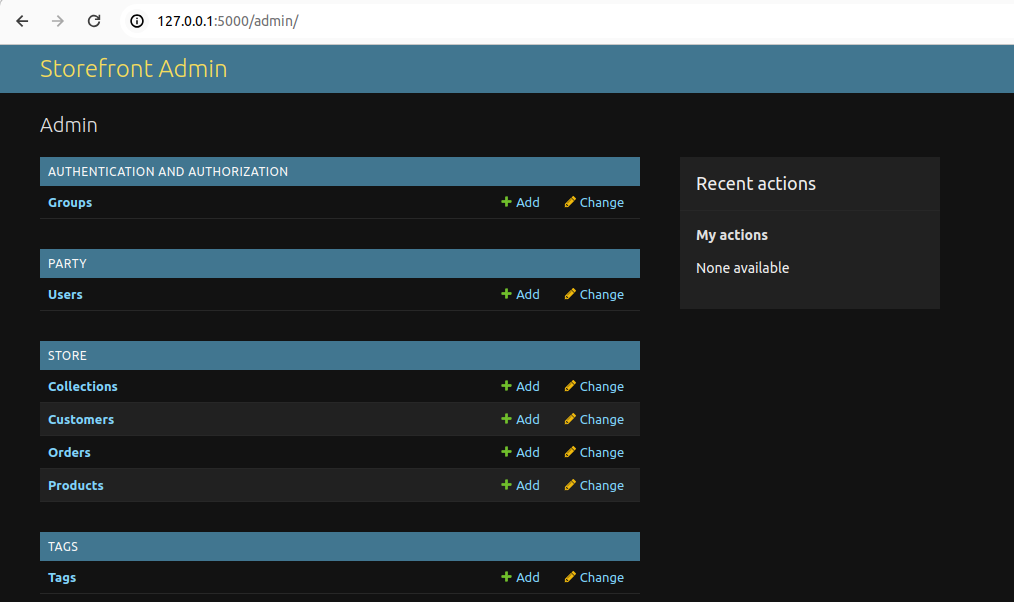 127.0.0.1:5000/admin/
Storefront Admin
Admin
AUTHENTICATION AND AUTHORIZATION
Groups Add Change
PARTY
Users Add Change
STORE
Collections Add Change
Customers Add Change
Orders Add Change
Products Add Change
TAGS
Tags Add Change
Recent actions
My actions
None available